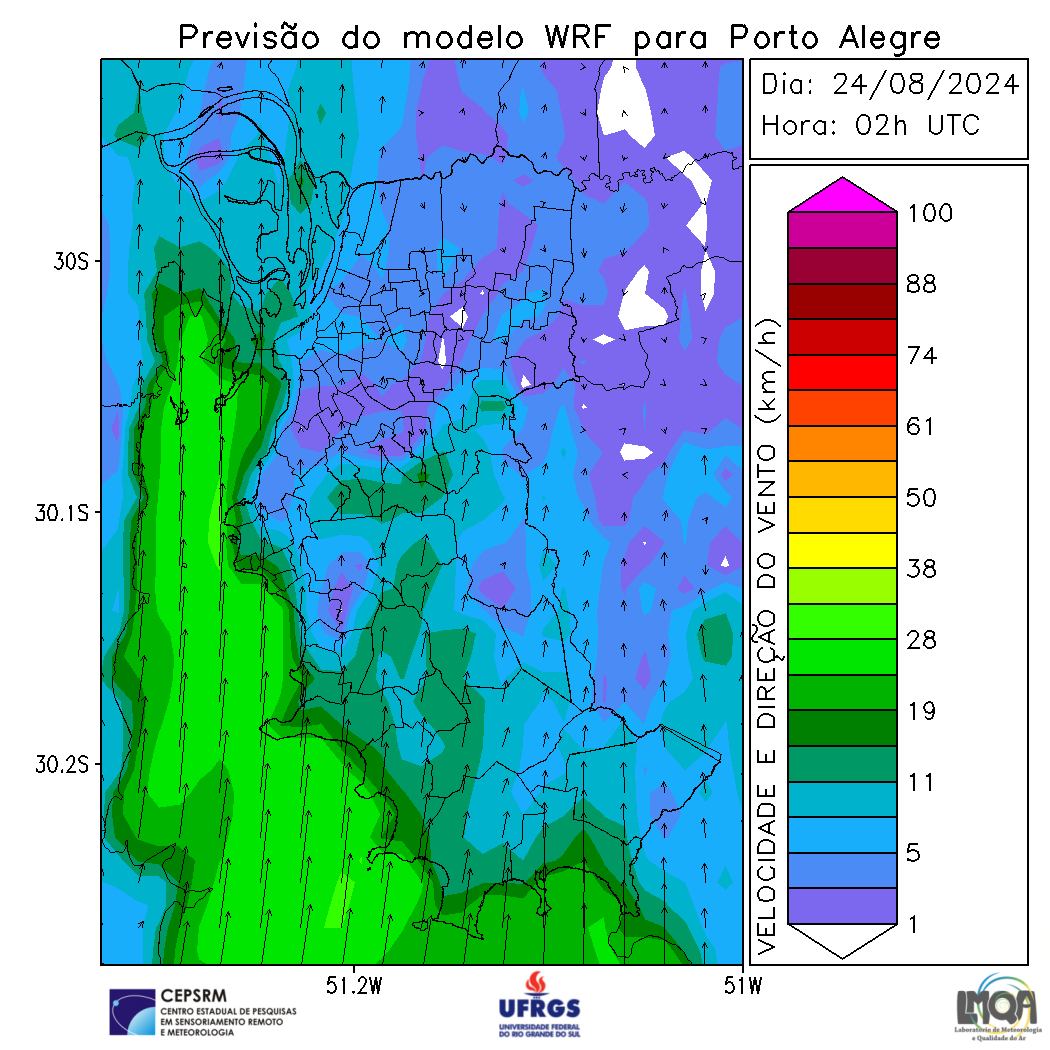 Previsão do modelo WRF para Porto Alegre
Dia: 24/08/2024
Hora: 02h UTC
30S
30.1S
30.2S
51.2W
51W
VELOCIDADE E DIREÇÃO DO VENTO (km/h)
100
88
74
61
50
38
28
19
11
5
1
CEPSRM
CENTRO ESTADUAL DE PESQUISAS
EM SENSORIAMENTO REMOTO
E METEOROLOGIA
UFRGS
UNIVERSIDADE FEDERAL
DO RIO GRANDE DO SUL
LMQA
Laboratório de Meteorologia
e Qualidade do Ar